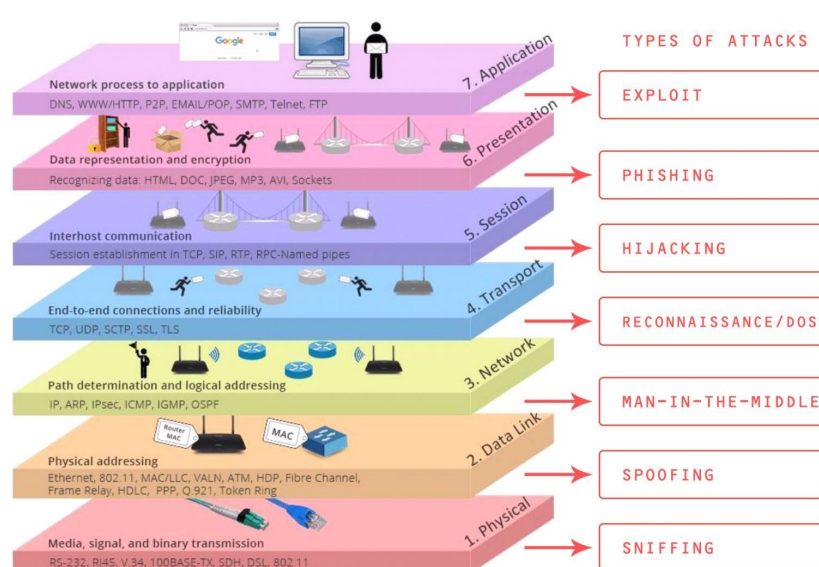 Google
TYPES OF ATTACKS
7. Application
Network process to application
DNS, WWW/HTTP, P2P, EMAIL/POP, SMTP, Telnet, FTP
EXPLOIT
6. Presentation
Data representation and encryption
Recognizing data: HTML, DOC, JPEG, MP3, AVI, Sockets
PHISHING
5. Session
Interhost communication
Session establishment in TCP, SIP, RTP, RPC-Named pipes
HIJACKING
4. Transport
End-to-end connections and reliability
TCP, UDP, SCTP, SSL, TLS
RECONNAISSANCE/DOS
3. Network
Path determination and logical addressing
IP, ARP, IPsec, ICMP, IGMP, OSPF
MAN-IN-THE-MIDDLE
2. Data Link
Router
MAC
MAC
Physical addressing
Ethernet, 802.11, MAC/LLC, VALN, ATM, HDP, Fibre Channel,
Frame Relay, HDLC, PPP, Q.921, Token Ring
SPOOFING
1. Physical
Media, signal, and binary transmission
RS-232, RJ45, V.34, 100BASE-TX, SDH, DSL, 802.11
SNIFFING